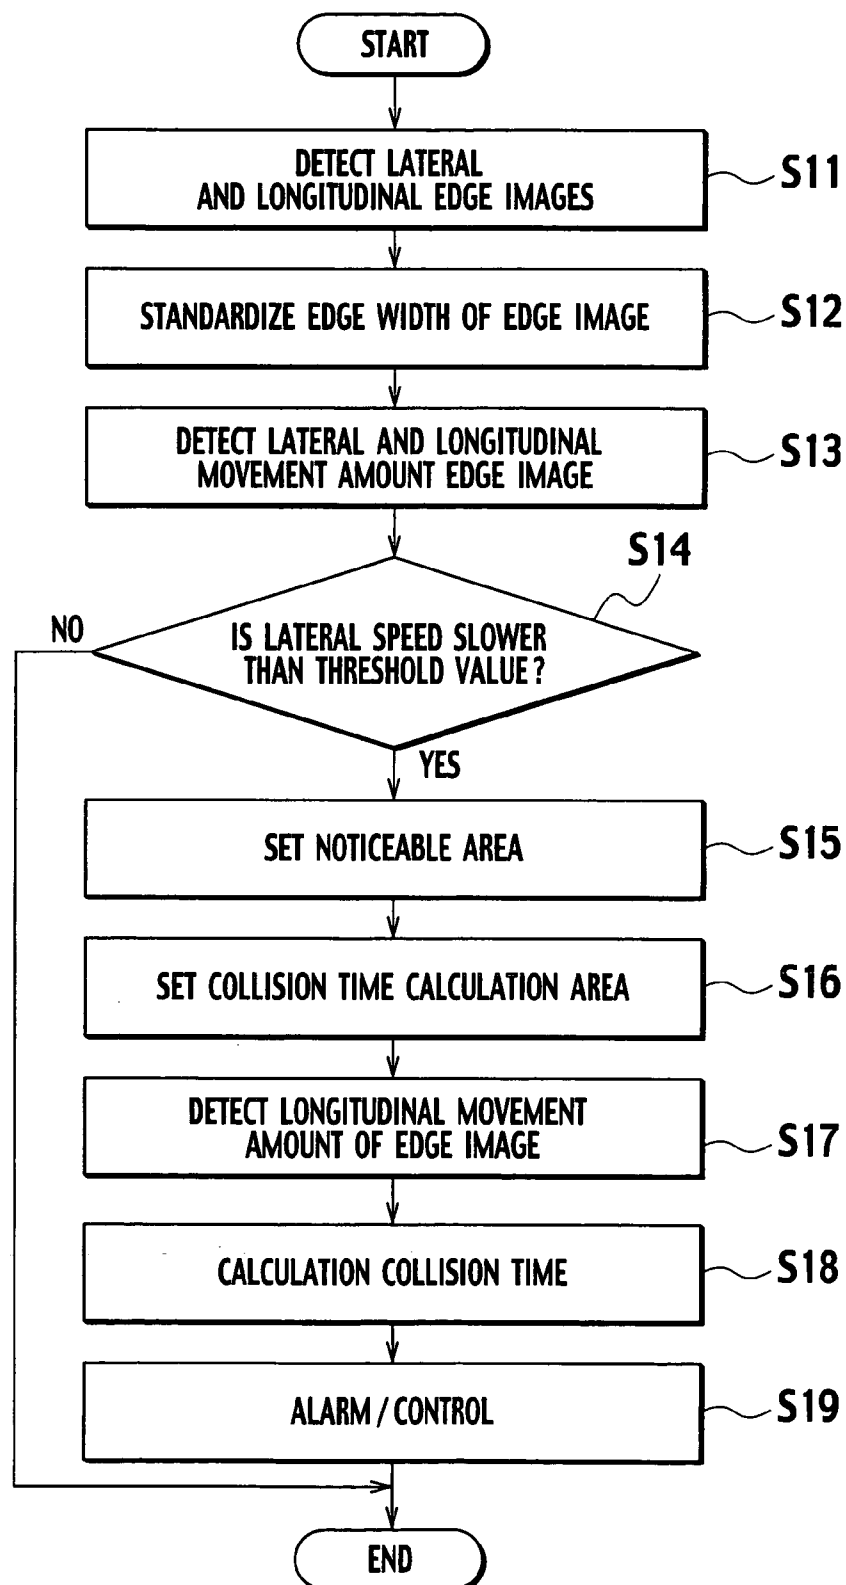 START
DETECT LATERAL
AND LONGITUDINAL EDGE IMAGES
S11
STANDARDIZE EDGE WIDTH OF EDGE IMAGE
S12
DETECT LATERAL AND LONGITUDINAL
MOVEMENT AMOUNT EDGE IMAGE
S13
S14
NO
IS LATERAL SPEED SLOWER
THAN THRESHOLD VALUE?
YES
SET NOTICEABLE AREA
S15
SET COLLISION TIME CALCULATION AREA
S16
DETECT LONGITUDINAL MOVEMENT
AMOUNT OF EDGE IMAGE
S17
CALCULATION COLLISION TIME
S18
ALARM/CONTROL
S19
END